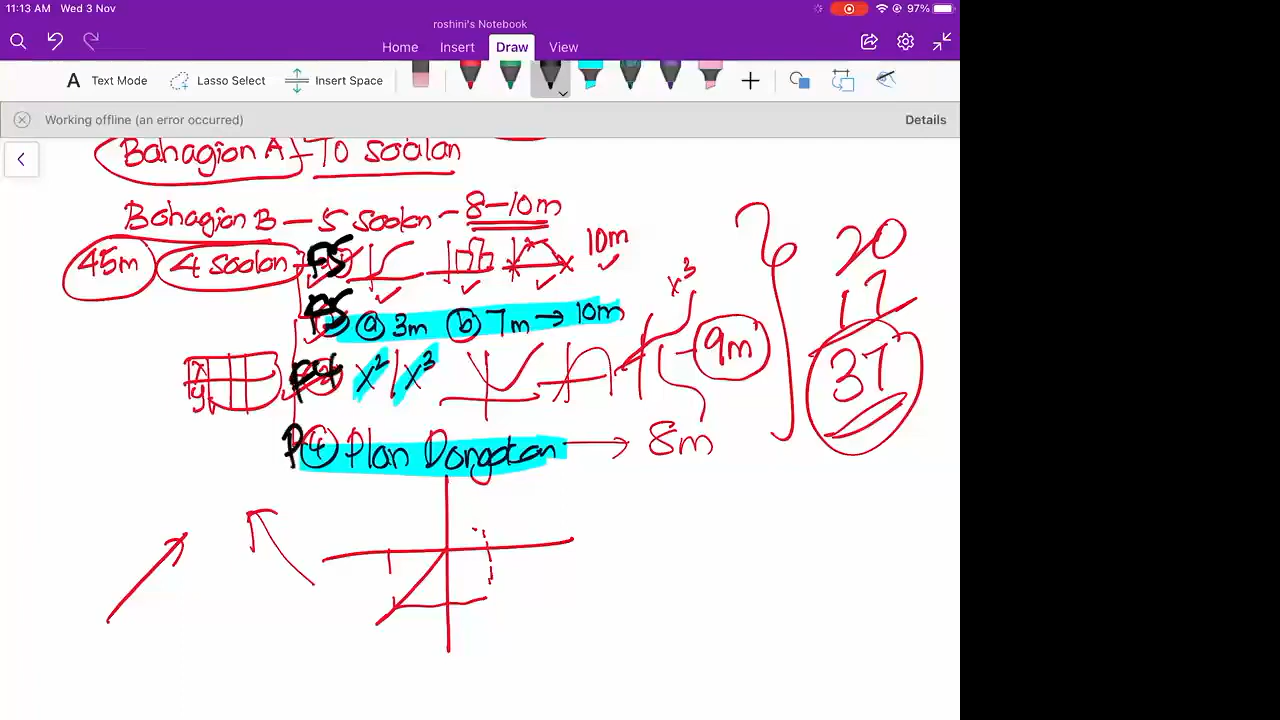 11:13 AM Wed 3 Nov
97%
roshini's Notebook
Home Insert Draw View
A Text Mode Lasso Select Insert Space
Working offline (an error occurred) Details
Bahagian A - 10 Soalan
Bahagian B - 5 Soalan - 8-10m
45m 4 Soalan F5 10m
a 3m b 7m → 10m
F4 x² / x³ x³ - 9m
4 Plan Dongakan → 8m
20
12
37